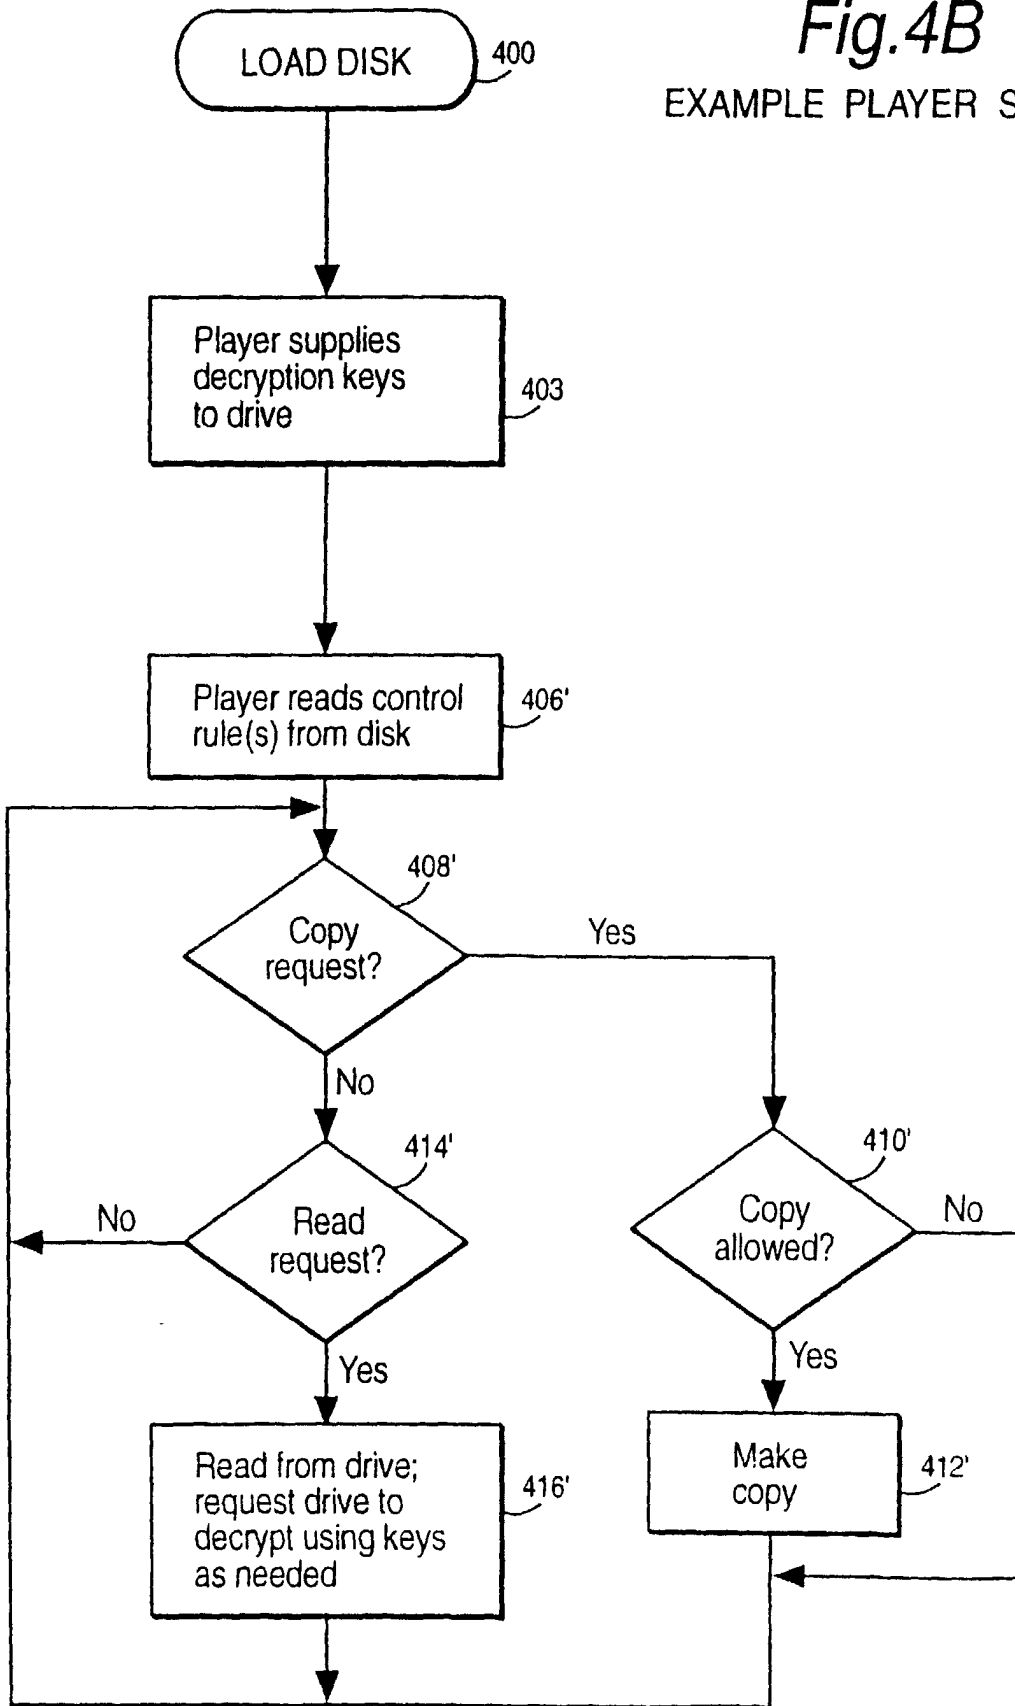 Fig.4B
EXAMPLE PLAYER
LOAD DISK
400
Player supplies
decryption keys
to drive
403
Player reads control
rule(s) from disk
406'
408'
Copy
request?
Yes
No
414'
410'
Read
request?
No
Copy
allowed?
No
Yes
Yes
Read from drive;
request drive to
decrypt using keys
as needed
416'
Make
copy
412'